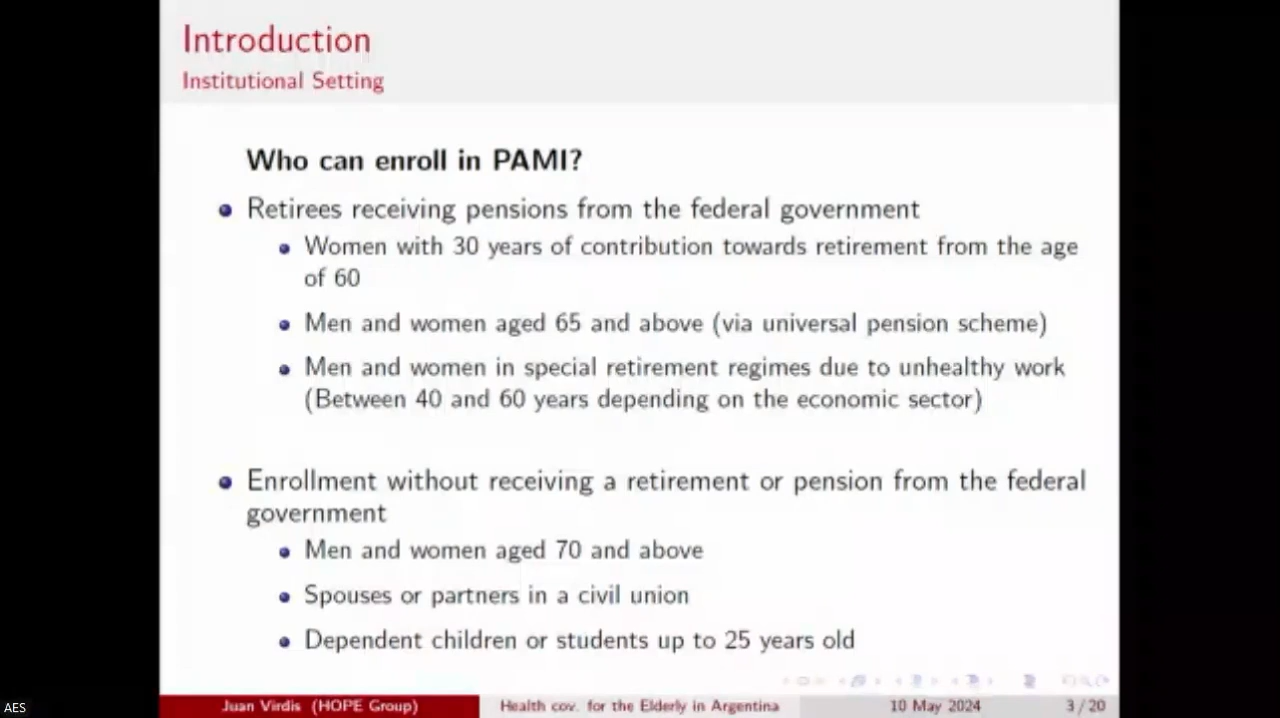 Introduction
Institutional Setting
Who can enroll in PAMI?
Retirees receiving pensions from the federal government
Women with 30 years of contribution towards retirement from the age
of 60
Men and women aged 65 and above (via universal pension scheme)
Men and women in special retirement regimes due to unhealthy work
(Between 40 and 60 years depending on the economic sector)
Enrollment without receiving a retirement or pension from the federal
government
Men and women aged 70 and above
Spouses or partners in a civil union
Dependent children or students up to 25 years old
AES
Juan Virdis (HOPE Group)
Health cov. for the Elderly in Argentina
10 May 2024
3 / 20